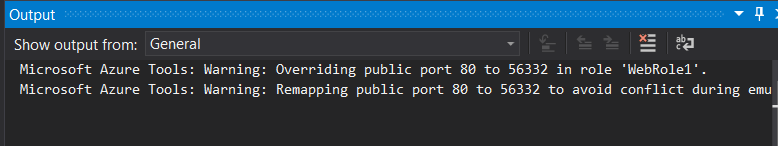 Output
Show output from: General
Microsoft Azure Tools: Warning: Overriding public port 80 to 56332 in role 'WebRole1'.
Microsoft Azure Tools: Warning: Remapping public port 80 to 56332 to avoid conflict during emu